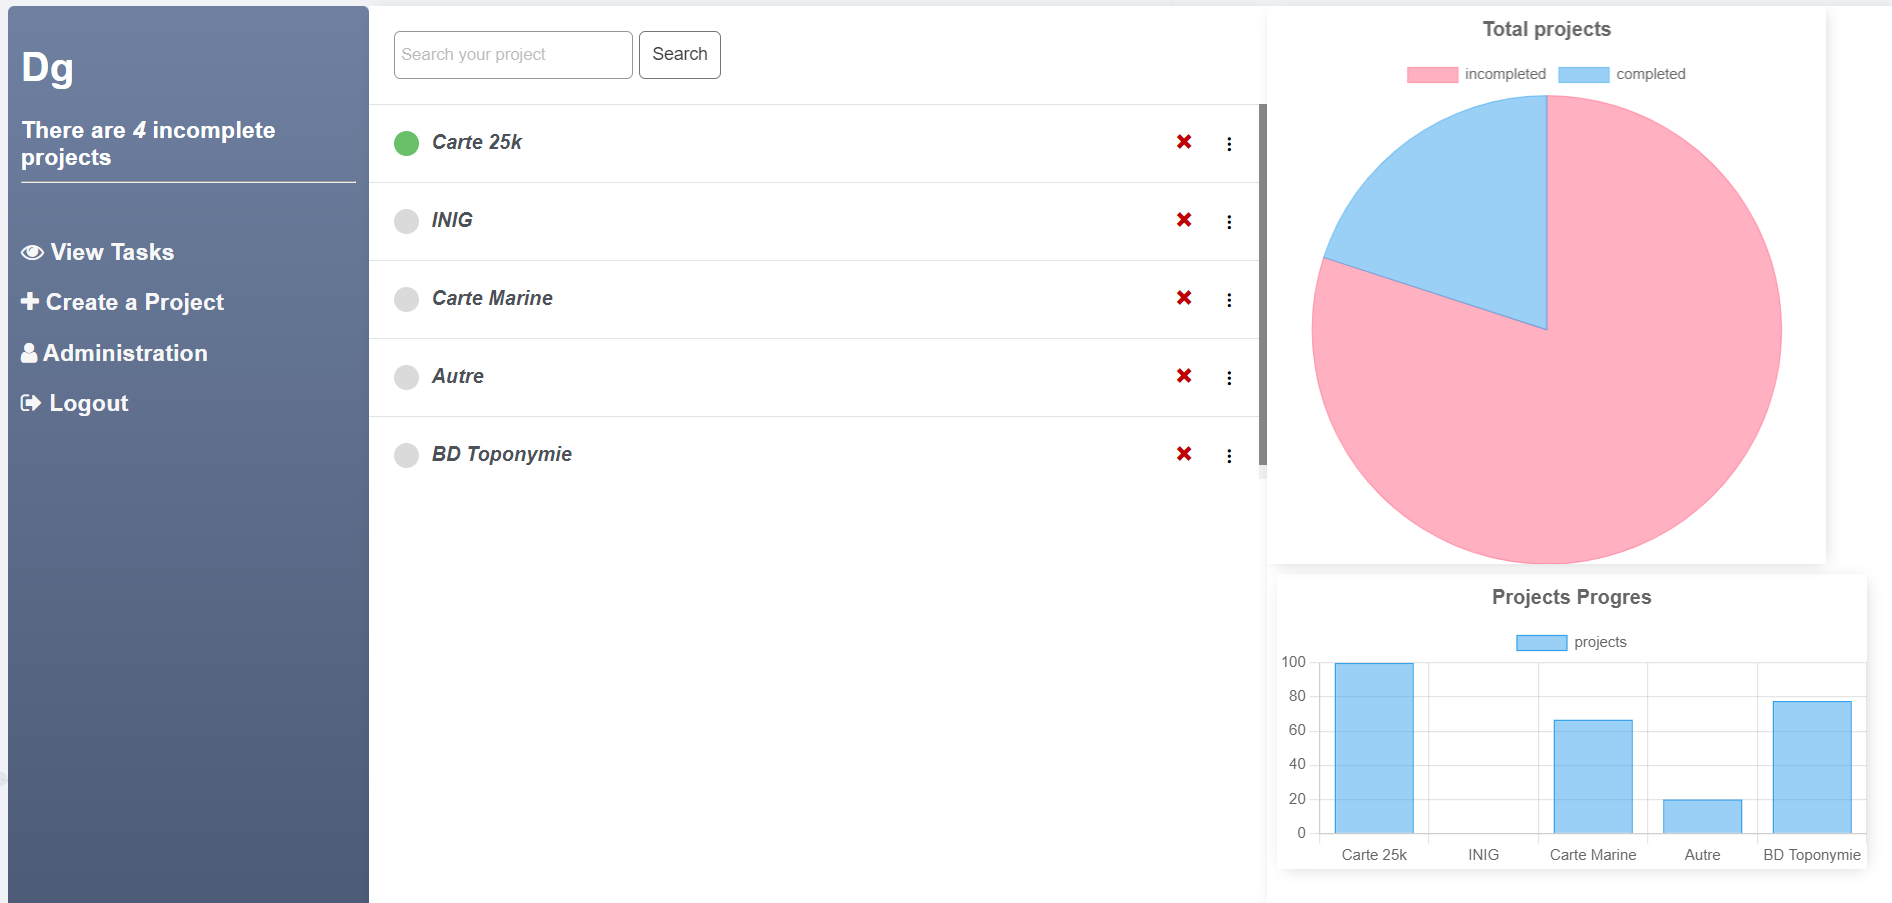 Dg
There are 4 incomplete
projects
View Tasks
Create a Project
Administration
Logout
Search your project
Search
Carte 25k
INIG
Carte Marine
Autre
BD Toponymie
Total projects
incompleted completed
Projects Progres
projects
100
80
60
40
20
0
Carte 25k INIG Carte Marine Autre BD Toponymie